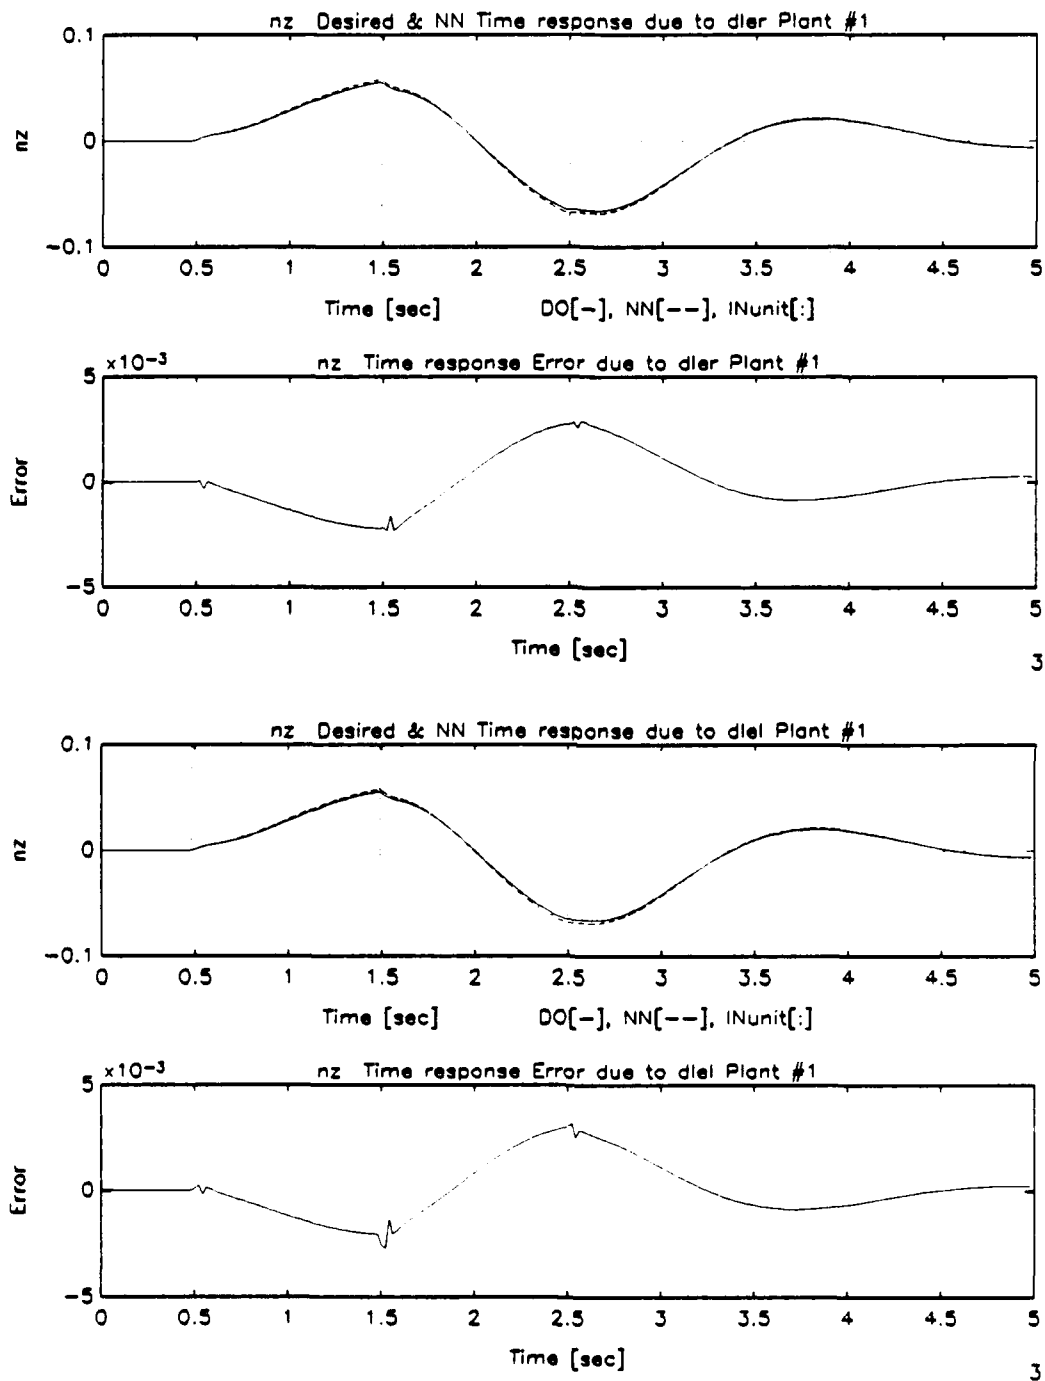 nz Desired & NN Time response due to dler Plant #1
0.1
nz
0
-0.1
0 0.5 1 1.5 2 2.5 3 3.5 4 4.5 5
Time [sec] DO[-], NN[--], INunit[:]
nz Time response Error due to dler Plant #1
×10-3
5
Error
0
-5
0 0.5 1 1.5 2 2.5 3 3.5 4 4.5 5
Time [sec]
3
nz Desired & NN Time response due to dlel Plant #1
0.1
nz
0
-0.1
0 0.5 1 1.5 2 2.5 3 3.5 4 4.5 5
Time [sec] DO[-], NN[--], INunit[:]
nz Time response Error due to dlel Plant #1
×10-3
5
Error
0
-5
0 0.5 1 1.5 2 2.5 3 3.5 4 4.5 5
Time [sec]
3